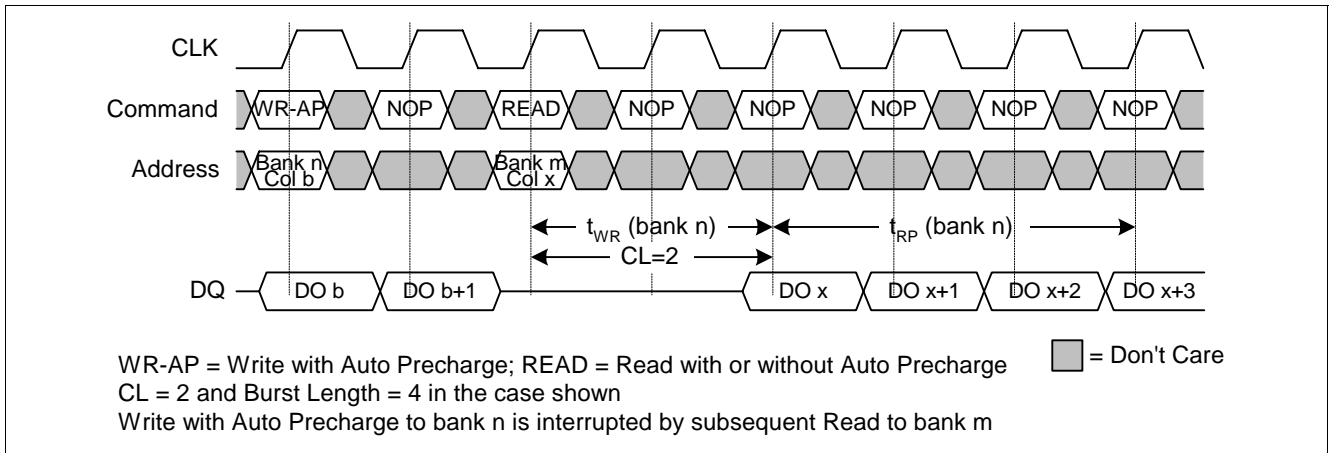 CLK
Command WR-AP NOP READ NOP NOP NOP NOP NOP
Address Bank n Col b Bank m Col x
tWR (bank n) tRP (bank n)
CL=2
DQ DO b DO b+1 DO x DO x+1 DO x+2 DO x+3
WR-AP = Write with Auto Precharge; READ = Read with or without Auto Precharge
= Don't Care
CL = 2 and Burst Length = 4 in the case shown
Write with Auto Precharge to bank n is interrupted by subsequent Read to bank m